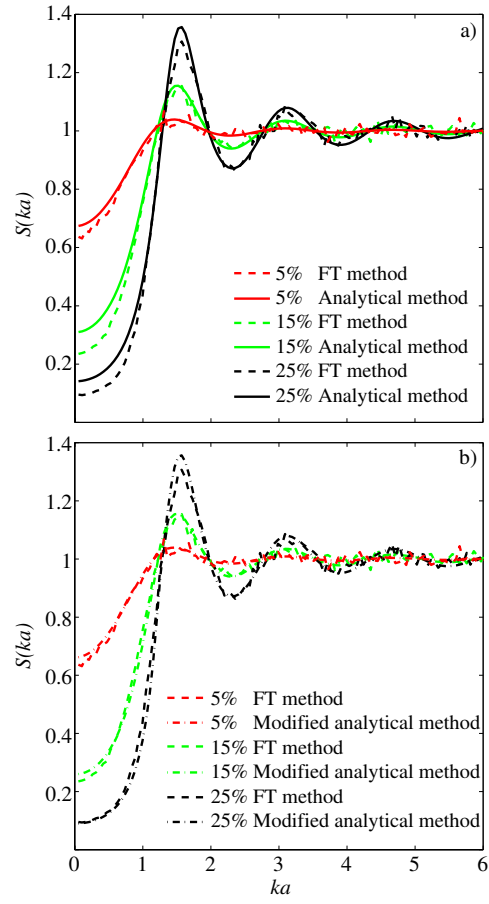 a)
1.4
1.2
1
0.8
0.6
0.4
0.2
S(ka)
5% FT method
5% Analytical method
15% FT method
15% Analytical method
25% FT method
25% Analytical method
b)
1.4
1.2
1
0.8
0.6
0.4
0.2
S(ka)
5% FT method
5% Modified analytical method
15% FT method
15% Modified analytical method
25% FT method
25% Modified analytical method
0 1 2 3 4 5 6
ka